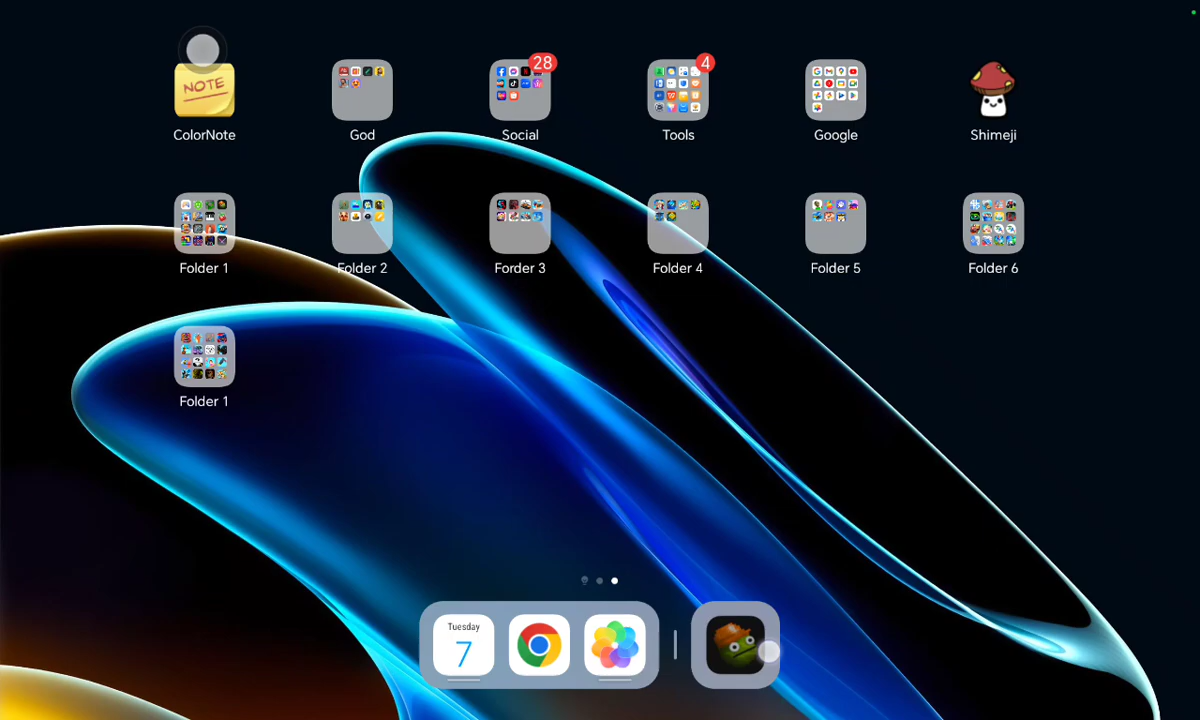 28
4
NOTE
ColorNote
God
Social
Tools
Google
Shimeji
Folder 1
Folder 2
Forder 3
Folder 4
Folder 5
Folder 6
Folder 1
Tuesday
7